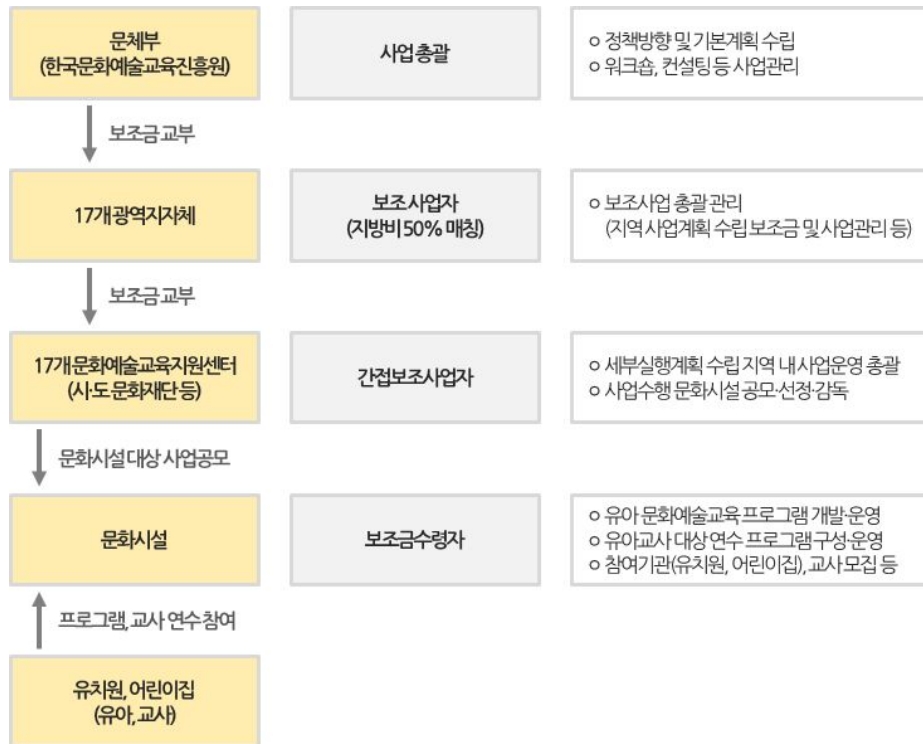 문체부
(한국문화예술교육진흥원)
사업 총괄
ㅇ 정책방향 및 기본계획 수립
ㅇ 워크숍, 컨설팅 등 사업관리
보조금 교부
17개 광역지자체
보조 사업자
(지방비 50% 매칭)
ㅇ 보조사업 총괄 관리
(지역 사업계획 수립 보조금 및 사업관리 등)
보조금 교부
17개 문화예술교육지원센터
(시·도 문화재단 등)
간접보조사업자
ㅇ 세부실행계획 수립 지역 내 사업운영 총괄
ㅇ 사업수행 문화시설 공모·선정·감독
문화시설 대상 사업공모
문화시설
보조금수령자
ㅇ 유아 문화예술교육 프로그램 개발·운영
ㅇ 유아교사 대상 연수 프로그램 구성·운영
ㅇ 참여기관(유치원, 어린이집), 교사 모집 등
프로그램, 교사 연수 참여
유치원, 어린이집
(유아, 교사)